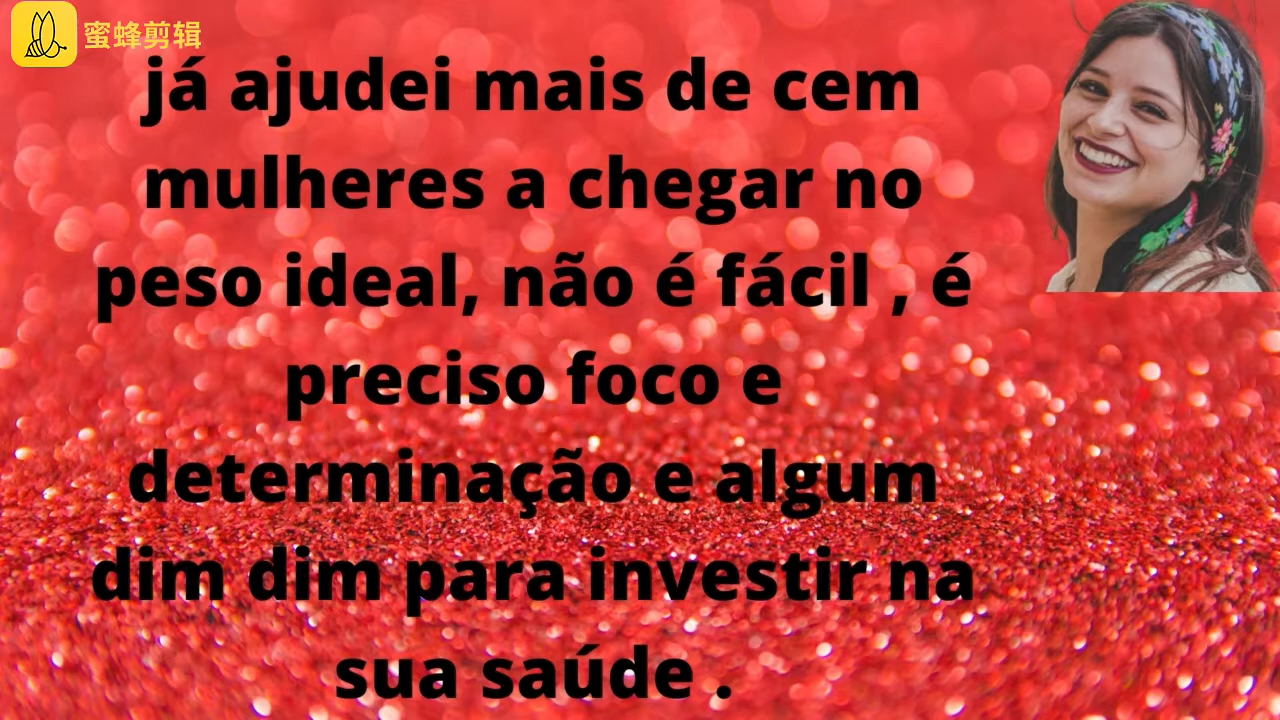 蜜蜂剪辑
já ajudei mais de cem
mulheres a chegar no
peso ideal, não é fácil , é
preciso foco e
determinação e algum
dim dim para investir na
sua saúde .